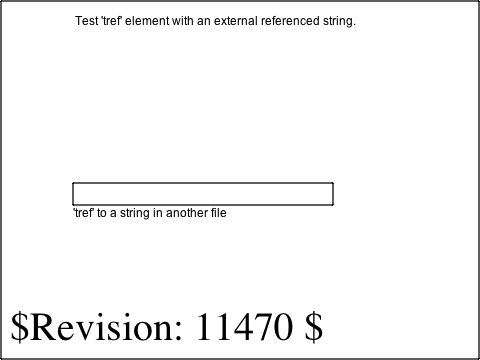 Test 'tref' element with an external referenced string.
'tref' to a string in another file
$Revision: 11470 $